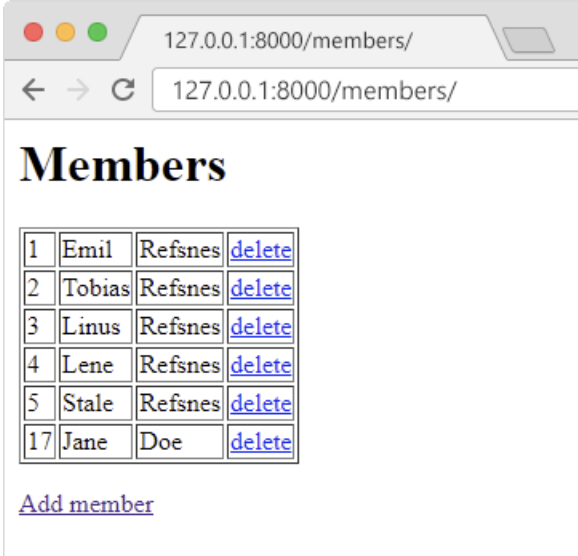 127.0.0.1:8000/members/
127.0.0.1:8000/members/
Members
1 Emil Refsnes delete
2 Tobias Refsnes delete
3 Linus Refsnes delete
4 Lene Refsnes delete
5 Stale Refsnes delete
17 Jane Doe delete
Add member